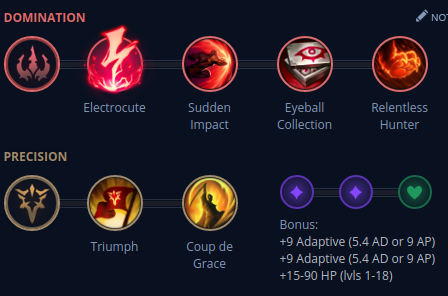 DOMINATION
NO
Electrocute
Sudden
Impact
Eyeball
Collection
Relentless
Hunter
PRECISION
Triumph
Coup de
Grace
Bonus:
+9 Adaptive (5.4 AD or 9 AP)
+9 Adaptive (5.4 AD or 9 AP)
+15-90 HP (lvls 1-18)